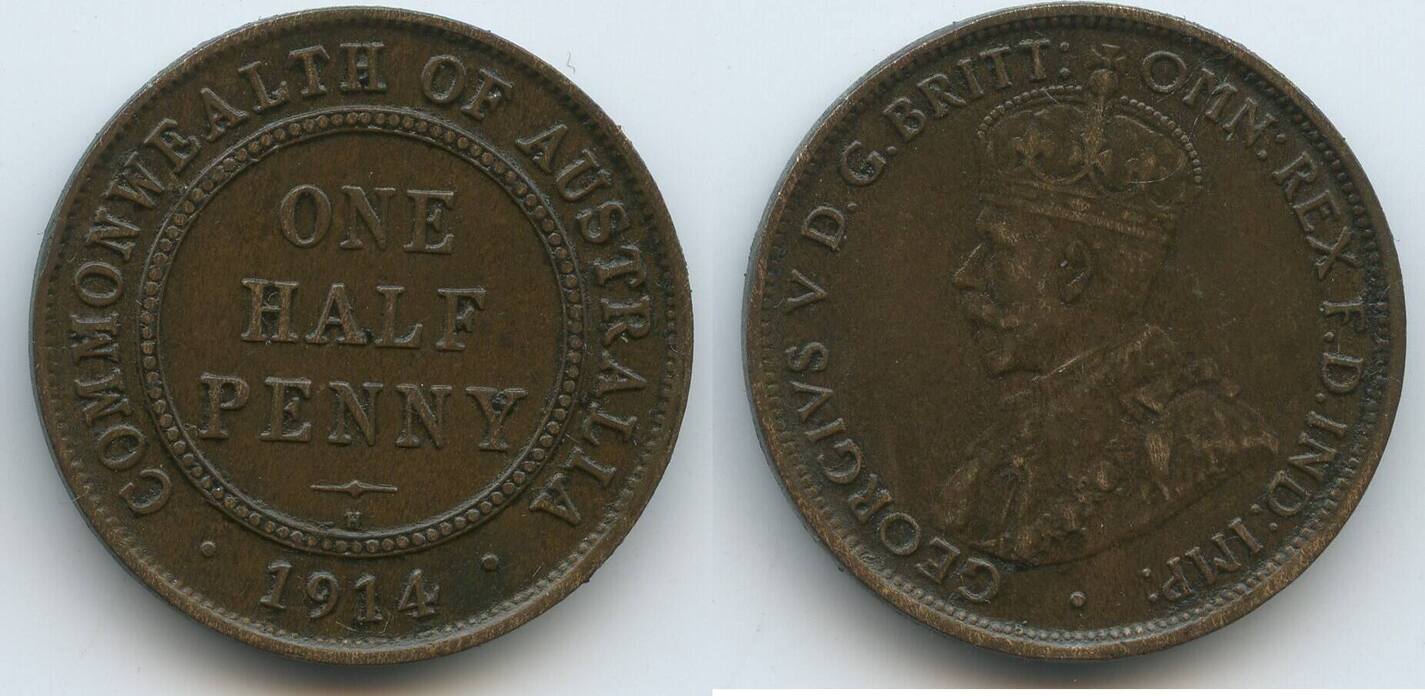 COMMONWEALTH OF AUSTRALIA
ONE
HALF
PENNY
H
1914
GEORGIVS V D.G.BRITT: OMN: REX F.D.IND:IMP: